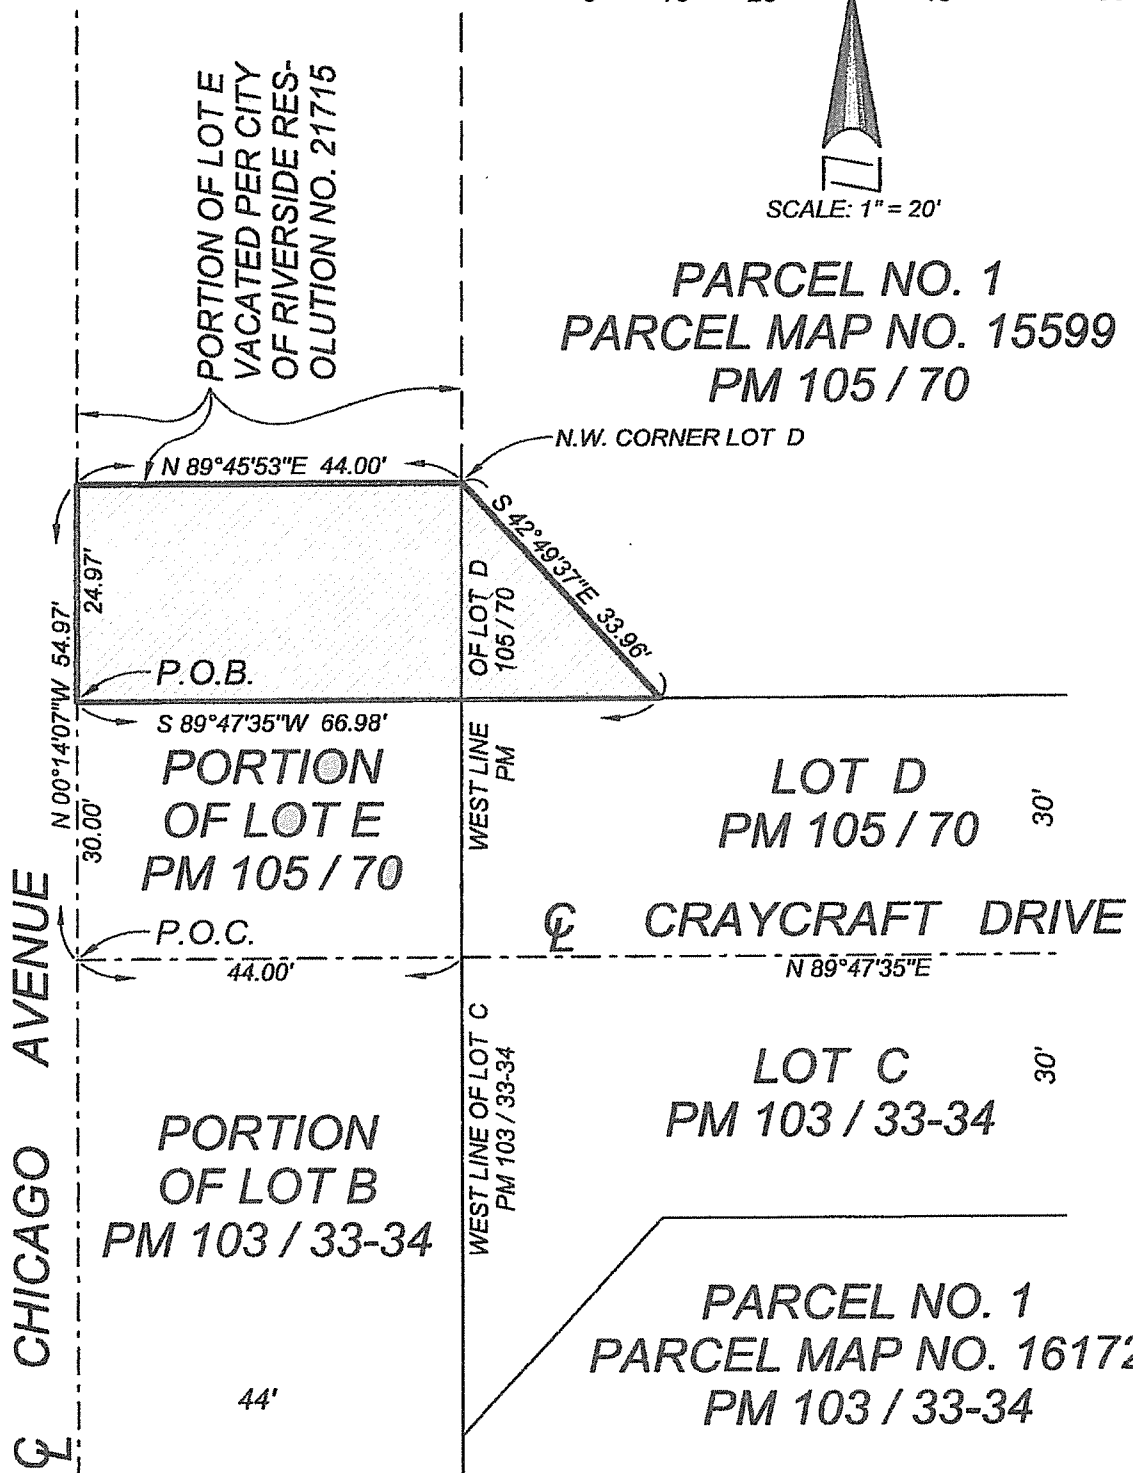 PORTION OF LOT E
VACATED PER CITY
OF RIVERSIDE RES-
OLUTION NO. 21715
SCALE: 1" = 20'
PARCEL NO. 1
PARCEL MAP NO. 15599
PM 105 / 70
N.W. CORNER LOT D
N 89°45'53"E 44.00'
S 42°49'37"E 33.96'
N 00°14'07"W 54.97'
24.97'
OF LOT D
105/70
P.O.B.
S 89°47'35"W 66.98'
WEST LINE
PM
PORTION
OF LOT E
PM 105 / 70
30.00'
LOT D
PM 105 / 70
30'
P.O.C.
44.00'
CL CRAYCRAFT DRIVE
N 89°47'35"E
CL CHICAGO AVENUE
WEST LINE OF LOT C
PM 103 / 33-34
LOT C
PM 103 / 33-34
30'
PORTION
OF LOT B
PM 103 / 33-34
44'
PARCEL NO. 1
PARCEL MAP NO. 16172
PM 103 / 33-34